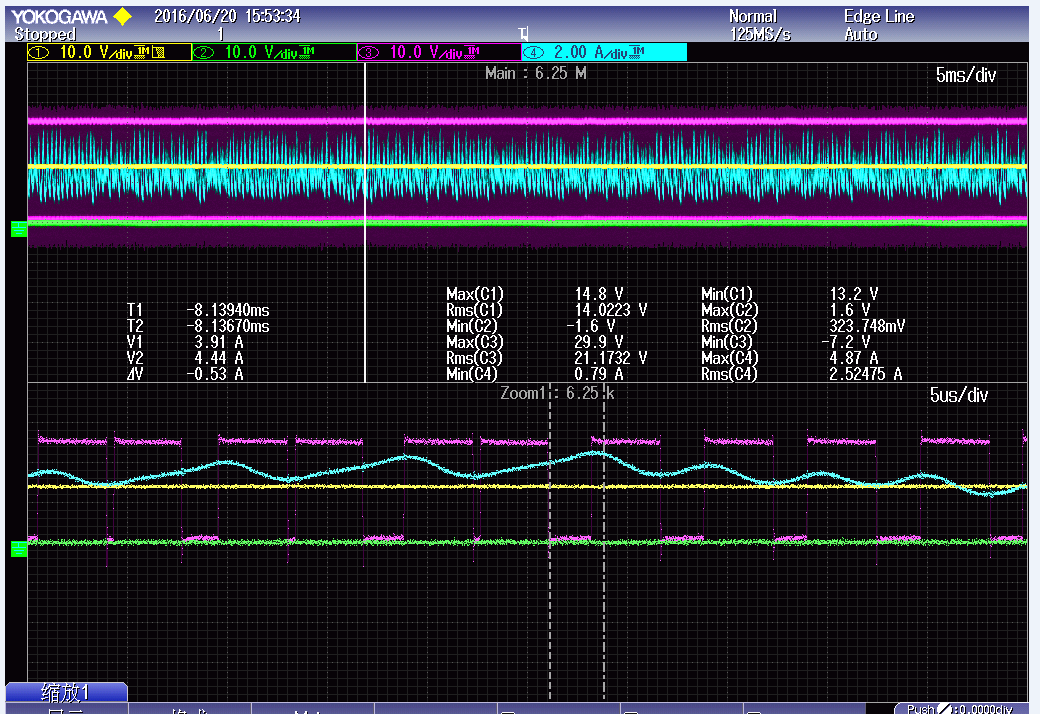 YOKOGAWA 2016/06/20 15:53:34 Normal Edge Line
Stopped 1 125MS/s Auto
1 10.0 V/div 1M 2 10.0 V/div 1M 3 10.0 V/div 1M 4 2.00 A/div 1M
Main : 6.25 M 5ms/div
Max(C1) 14.8 V Min(C1) 13.2 V
T1 -8.13940ms Rms(C1) 14.0223 V Max(C2) 1.6 V
T2 -8.13670ms Min(C2) -1.6 V Rms(C2) 323.748mV
V1 3.91 A Max(C3) 29.9 V Min(C3) -7.2 V
V2 4.44 A Rms(C3) 21.1732 V Max(C4) 4.87 A
ΔV -0.53 A Min(C4) 0.79 A Rms(C4) 2.52475 A
Zoom1 : 6.25 k 5us/div
缩放1
Push :0.0000div